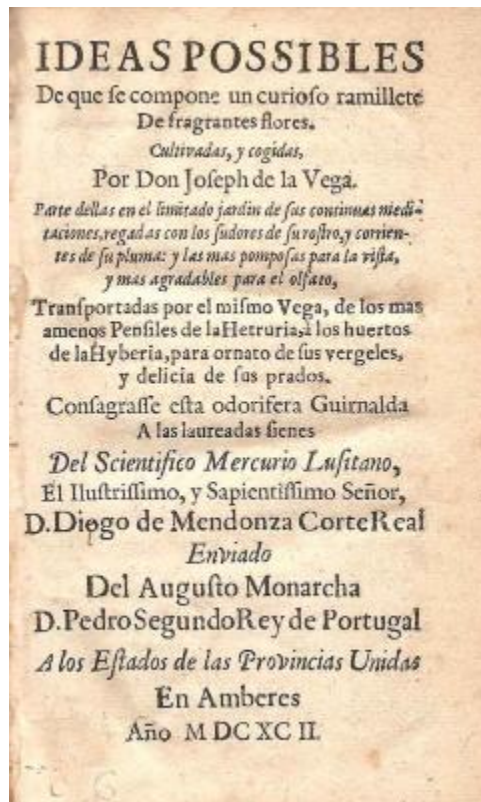 IDEAS POSSIBLES
De que ſe compone un curioſo ramillete
De fragrantes flores.
Cultivadas, y cogidas,
Por Don Joſeph de la Vega.
Parte dellas en el limitado jardin de ſus continuas medi-
taciones, regadas con los ſudores de ſu roſtro, y corrien-
tes de ſu pluma: y las mas pompoſas para la viſta,
y mas agradables para el olfato,
Tranſportadas por el miſmo Vega, de los mas
amenos Penſiles de la Hetruria, à los huertos
de la Hyberia, para ornato de ſus vergeles,
y delicia de ſus prados.
Conſagraſſe eſta odorifera Guirnalda
A las laureadas ſienes
Del Scientifico Mercurio Luſitano,
El Iluſtriſſimo, y Sapientiſſimo Señor,
D. Diogo de Mendonza Corte Real
Enviado
Del Auguſto Monarcha
D. Pedro Segundo Rey de Portugal
A los Eſtados de las Provincias Unidas
En Amberes
Año M DC XC II.